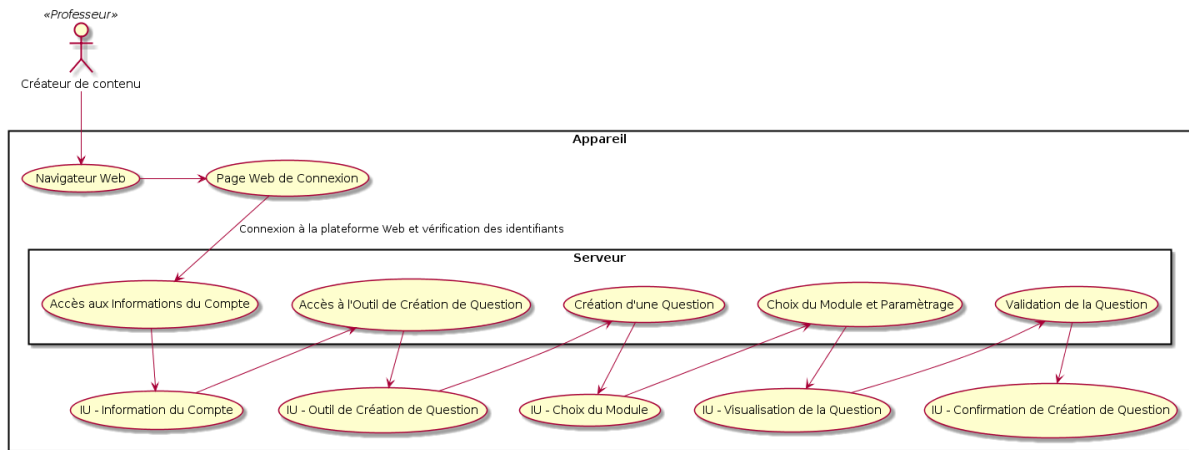 «Professeur»
Créateur de contenu
Appareil
Navigateur Web
Page Web de Connexion
Connexion à la plateforme Web et vérification des identifiants
Serveur
Accès aux Informations du Compte
Accès à l'Outil de Création de Question
Création d'une Question
Choix du Module et Paramètrage
Validation de la Question
IU - Information du Compte
IU - Outil de Création de Question
IU - Choix du Module
IU - Visualisation de la Question
IU - Confirmation de Création de Question